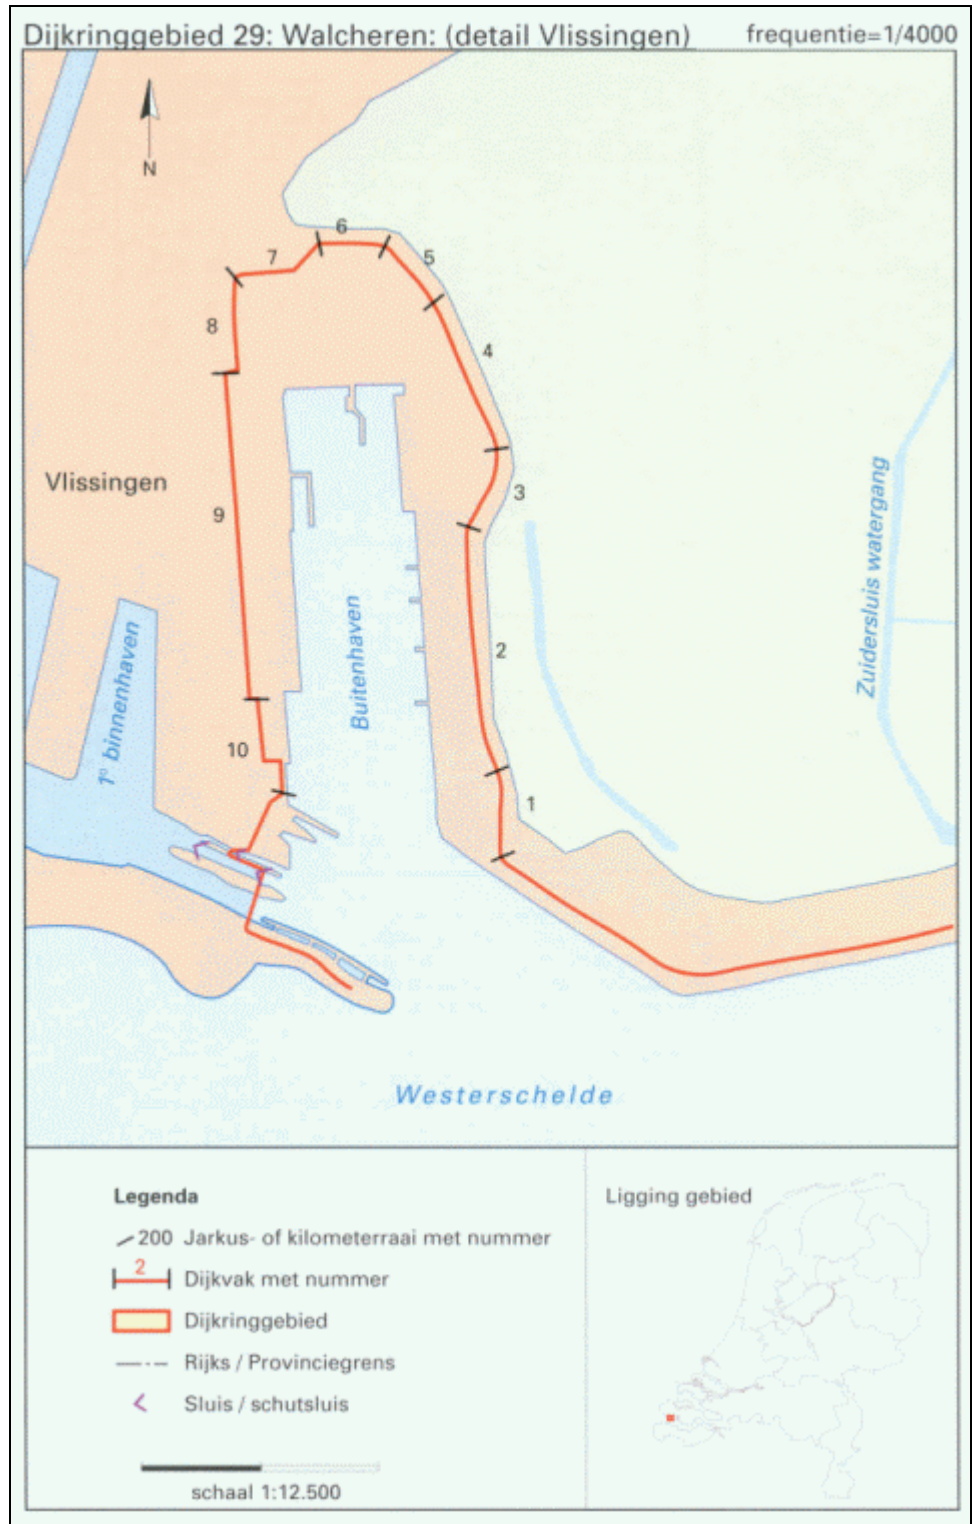 Dijkringgebied 29: Walcheren: (detail Vlissingen) frequentie=1/4000
N
6
7
5
8
4
Vlissingen
3
9
Zuidersluis watergang
Buitenhaven
2
1e binnenhaven
10
1
Westerschelde
Legenda
200 Jarkus- of kilometerraai met nummer
2 Dijkvak met nummer
Dijkringgebied
Rijks / Provinciegrens
Sluis / schutsluis
schaal 1:12.500
Ligging gebied